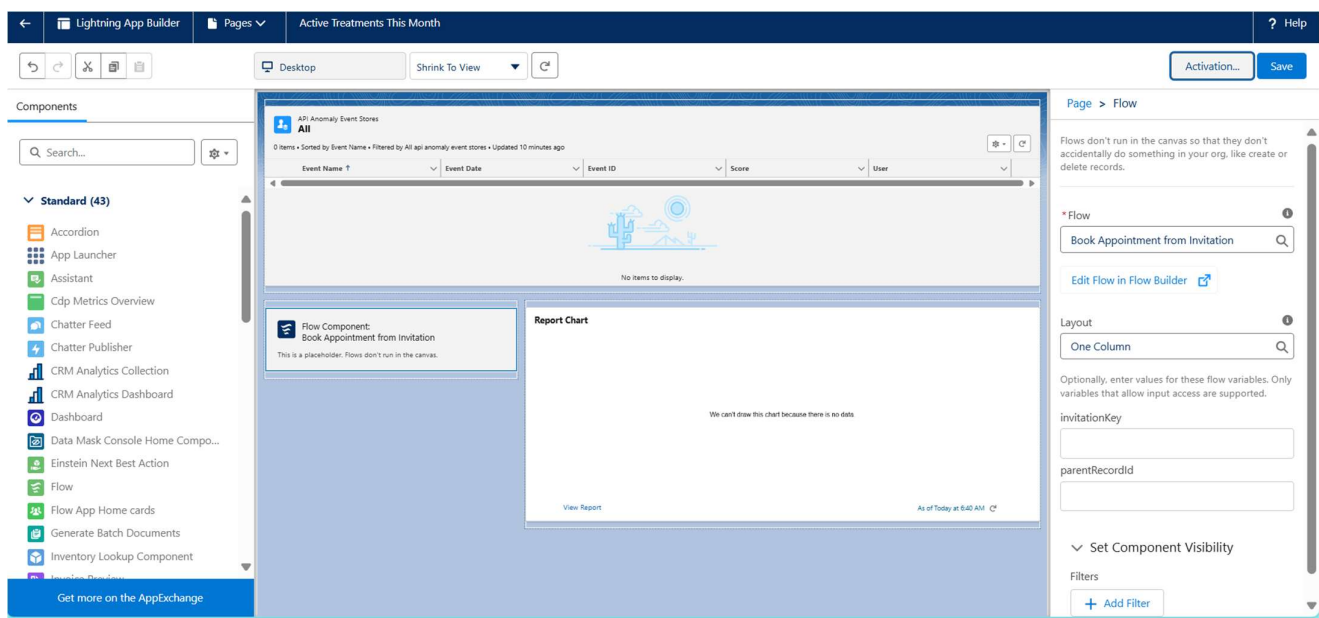 Lightning App Builder
Pages
Active Treatments This Month
? Help
Desktop
Shrink To View
Activation...
Save
Components
Search...
Standard (43)
Accordion
App Launcher
Assistant
Cdp Metrics Overview
Chatter Feed
Chatter Publisher
CRM Analytics Collection
CRM Analytics Dashboard
Dashboard
Data Mask Console Home Compo...
Einstein Next Best Action
Flow
Flow App Home cards
Generate Batch Documents
Inventory Lookup Component
Get more on the AppExchange
API Anomaly Event Stores
All
0 items • Sorted by Event Name • Filtered by All api anomaly event stores • Updated 10 minutes ago
Event Name ↑
Event Date
Event ID
Score
User
No items to display.
Flow Component:
Book Appointment from Invitation
This is a placeholder. Flows don't run in the canvas.
Report Chart
We can't draw this chart because there is no data
View Report
As of Today at 6:40 AM
Page > Flow
Flows don't run in the canvas so that they don't
accidentally do something in your org, like create or
delete records.
* Flow
Book Appointment from Invitation
Edit Flow in Flow Builder
Layout
One Column
Optionally, enter values for these flow variables. Only
variables that allow input access are supported.
invitationKey
parentRecordId
Set Component Visibility
Filters
+ Add Filter